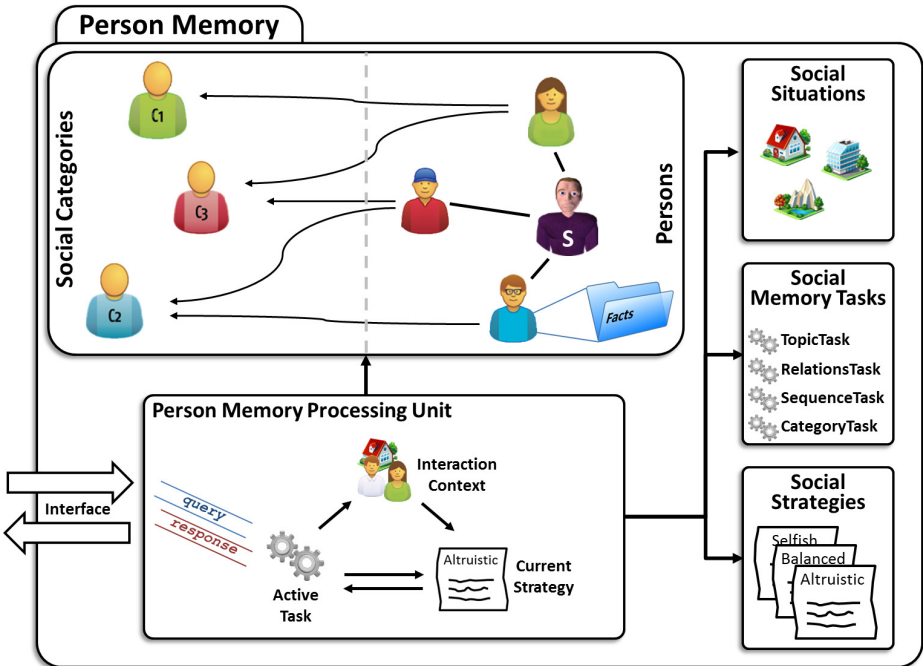 Person Memory
Social Categories
C1
C3
C2
S
Facts
Persons
Social
Situations
Social
Memory Tasks
TopicTask
RelationsTask
SequenceTask
CategoryTask
Social
Strategies
Selfish
Balanced
Altruistic
Person Memory Processing Unit
Interaction
Context
Interface
query
response
Active
Task
Altruistic
Current
Strategy